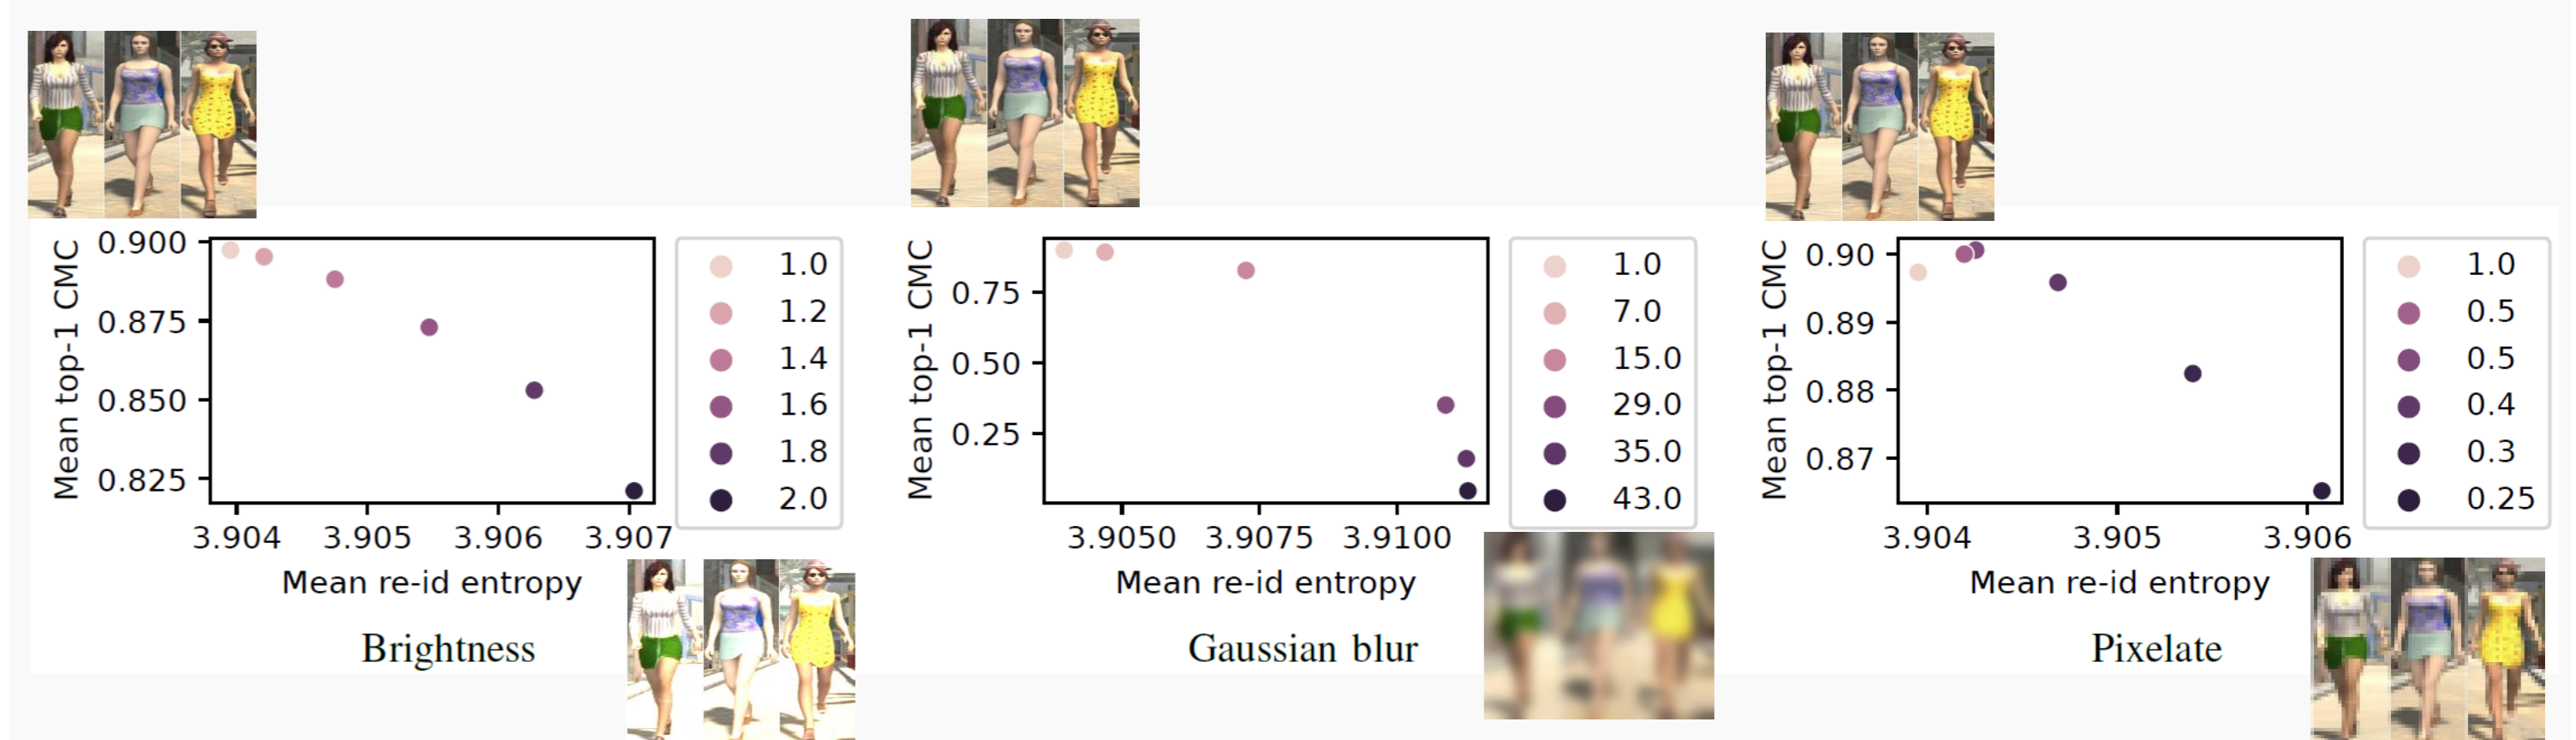 Mean top-1 CMC
0.900
0.875
0.850
0.825
3.904 3.905 3.906 3.907
Mean re-id entropy
1.0
1.2
1.4
1.6
1.8
2.0
Brightness
Mean top-1 CMC
0.75
0.50
0.25
3.9050 3.9075 3.9100
Mean re-id entropy
1.0
7.0
15.0
29.0
35.0
43.0
Gaussian blur
Mean top-1 CMC
0.90
0.89
0.88
0.87
3.904 3.905 3.906
Mean re-id entropy
1.0
0.5
0.5
0.4
0.3
0.25
Pixelate